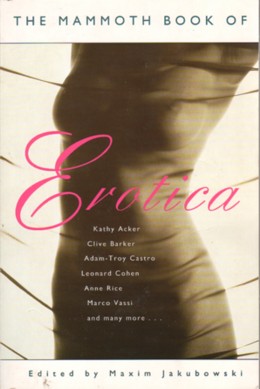 THE MAMMOTH BOOK OF
Erotica
Kathy Acker
Clive Barker
Adam-Troy Castro
Leonard Cohen
Anne Rice
Marco Vassi
and many more . . .
Edited by Maxim Jakubowski